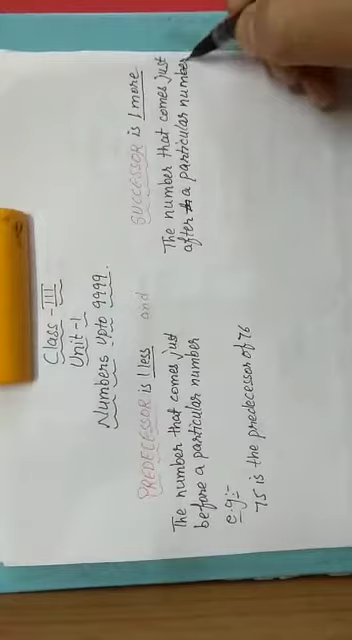 Class - III
Unit - 1
Numbers upto 9999.
PREDECESSOR is 1 less and SUCCESSOR is 1 more
The number that comes just
before a particular number
e.g:-
75 is the predecessor of 76
The number that comes just
after a particular number